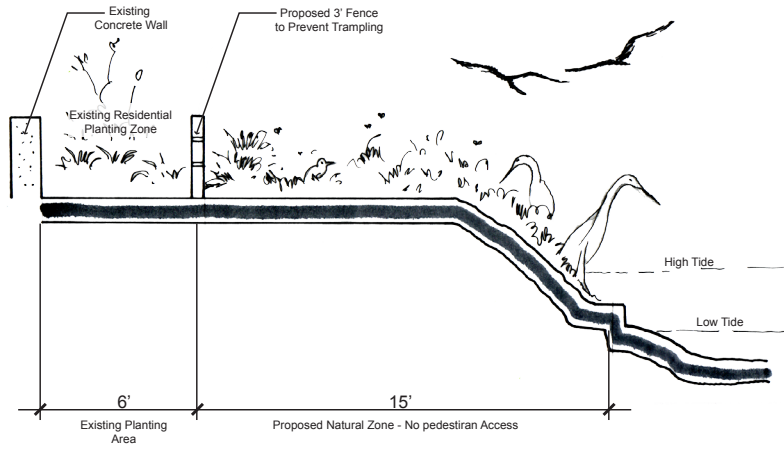 Existing
Concrete Wall
Proposed 3' Fence
to Prevent Trampling
Existing Residential
Planting Zone
High Tide
Low Tide
6'
15'
Existing Planting
Area
Proposed Natural Zone - No pedestiran Access